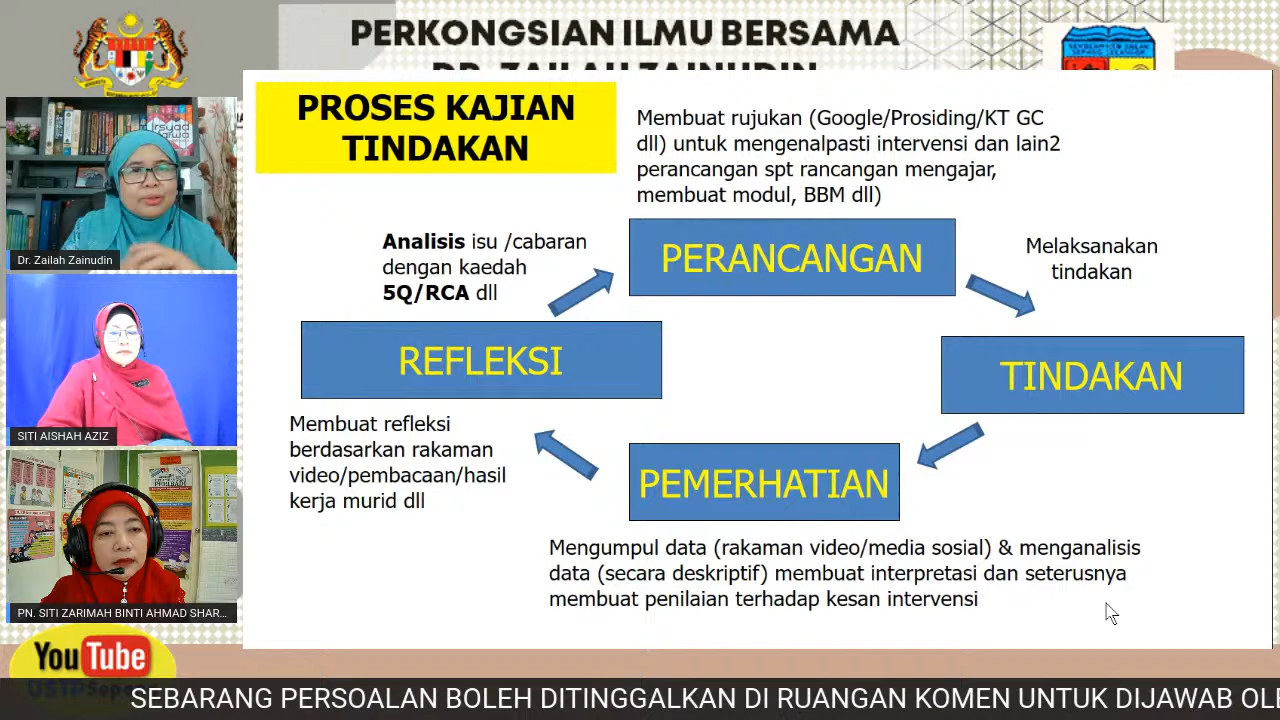 PERKONGSIAN ILMU BERSAMA
DR. ZAILAH ZAINUDIN
PROSES KAJIAN
TINDAKAN
Membuat rujukan (Google/Prosiding/KT GC
dll) untuk mengenalpasti intervensi dan lain2
perancangan spt rancangan mengajar,
membuat modul, BBM dll)
Analisis isu /cabaran
dengan kaedah
5Q/RCA dll
PERANCANGAN
Melaksanakan
tindakan
REFLEKSI
TINDAKAN
Membuat refleksi
berdasarkan rakaman
video/pembacaan/hasil
kerja murid dll
PEMERHATIAN
Mengumpul data (rakaman video/media sosial) & menganalisis
data (secara deskriptif) membuat interpretasi dan seterusnya
membuat penilaian terhadap kesan intervensi
Dr. Zailah Zainudin
SITI AISHAH AZIZ
PN. SITI ZARIMAH BINTI AHMAD SHAR...
YouTube
SEBARANG PERSOALAN BOLEH DITINGGALKAN DI RUANGAN KOMEN UNTUK DIJAWAB OLE